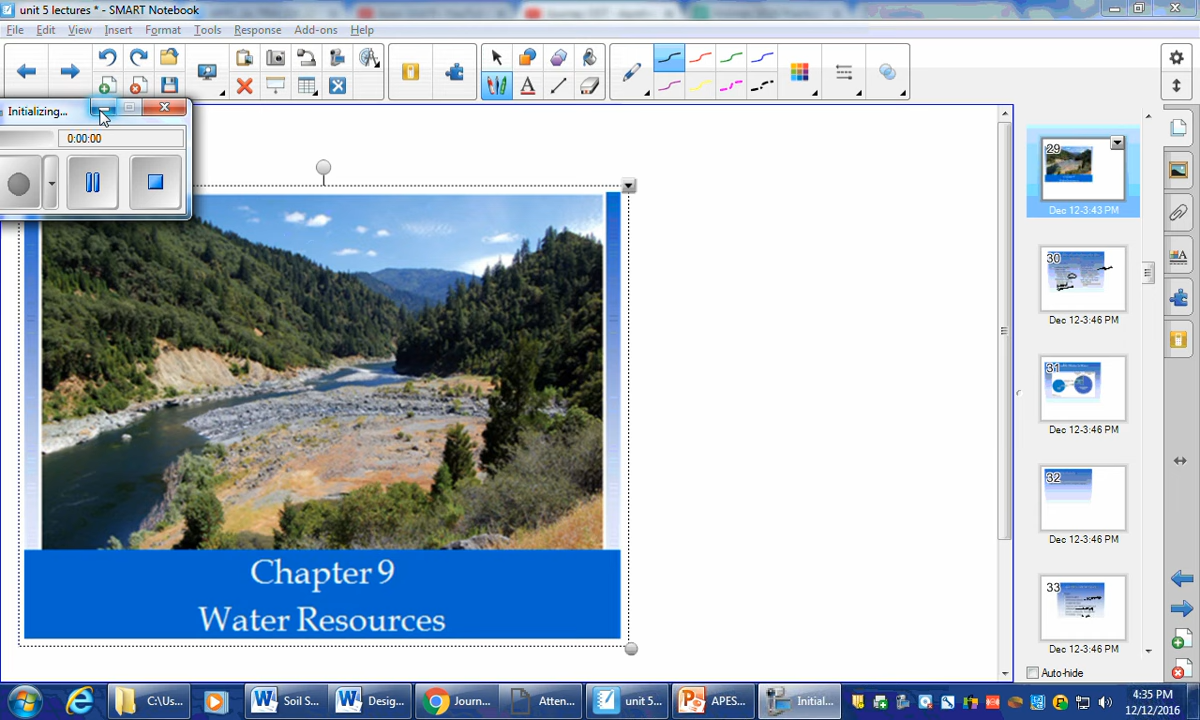 unit 5 lectures * - SMART Notebook
File Edit View Insert Format Tools Response Add-ons Help
Initializing...
0:00:00
Chapter 9
Water Resources
29
Dec 12-3:43 PM
30
Dec 12-3:46 PM
31
Dec 12-3:46 PM
32
Dec 12-3:46 PM
33
Dec 12-3:46 PM
Auto-hide
C:\Us...
Soil S...
Desig...
Journ...
Atten...
unit 5...
APES...
Initial...
4:35 PM
12/12/2016